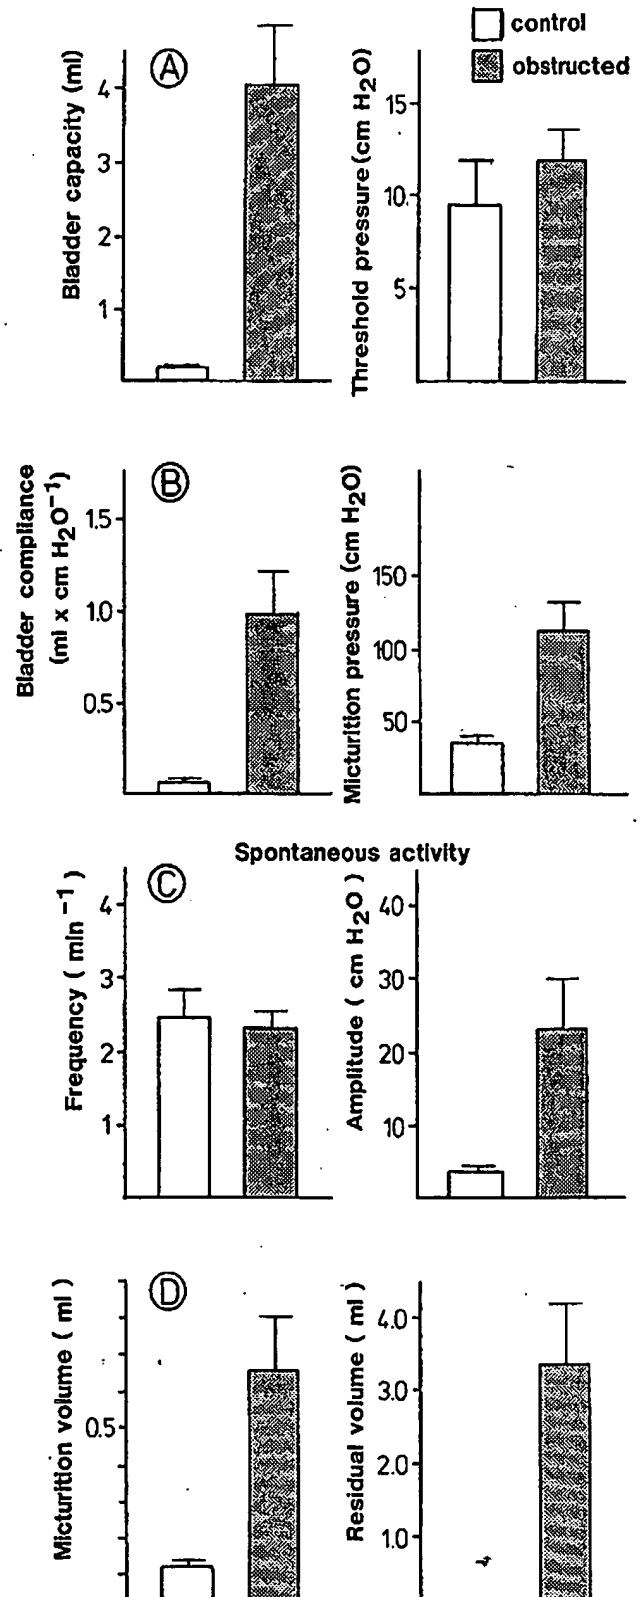 control
obstructed
A
Bladder capacity (ml)
4
3
2
1
Threshold pressure (cm H2O)
15
10
5
B
Bladder compliance
(ml x cm H2O-1)
1.5
1.0
0.5
Micturition pressure (cm H2O)
150
100
50
Spontaneous activity
C
Frequency ( min-1 )
4
3
2
1
Amplitude ( cm H2O )
40
30
20
10
D
Micturition volume ( ml )
0.5
Residual volume ( ml )
4.0
3.0
2.0
1.0